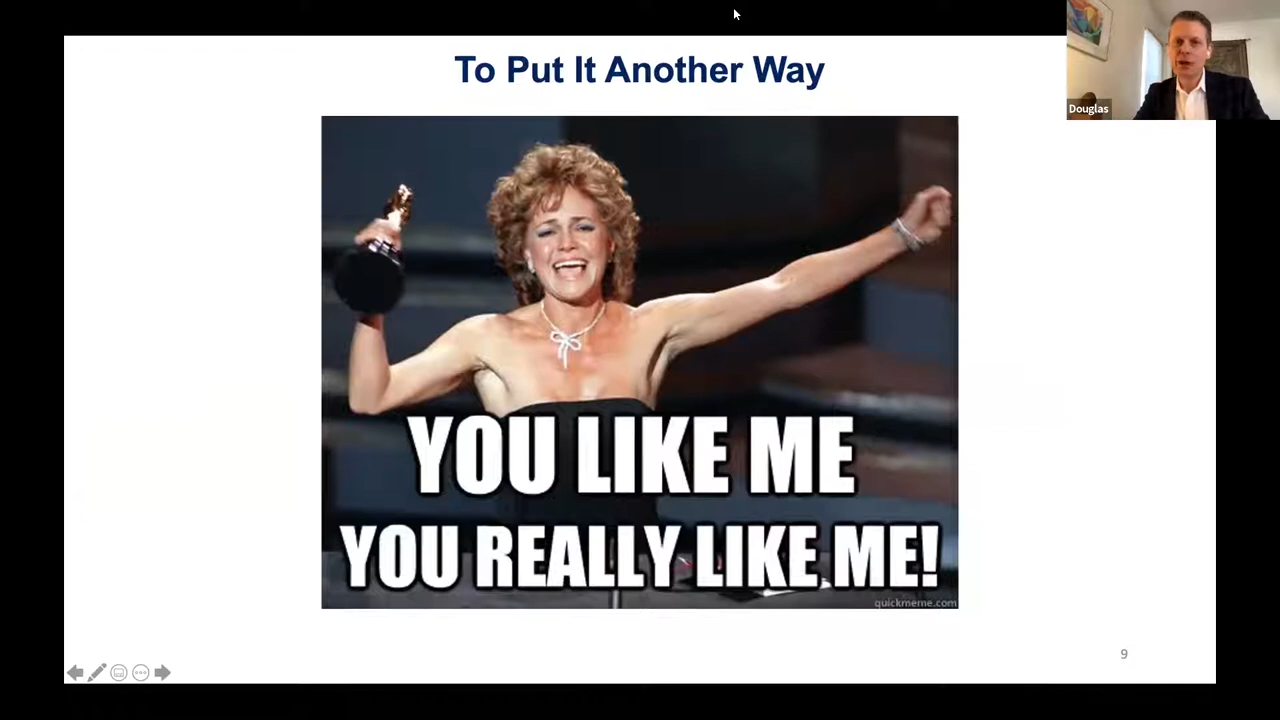 To Put It Another Way
Douglas
YOU LIKE ME
YOU REALLY LIKE ME!
quickmeme.com
9